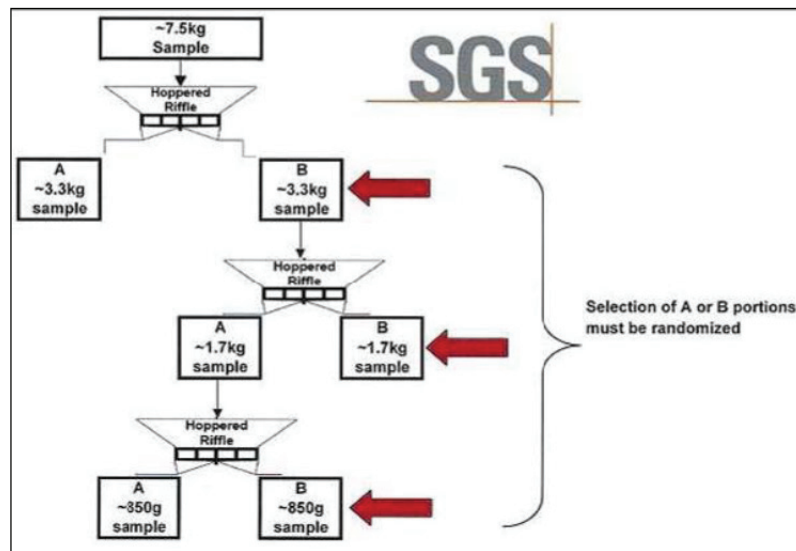 ~7.5kg
Sample
SGS
Hoppered
Riffle
A
~3.3kg
sample
B
~3.3kg
sample
Hoppered
Riffle
Selection of A or B portions
must be randomized
A
~1.7kg
sample
B
~1.7kg
sample
Hoppered
Riffle
A
~850g
sample
B
~850g
sample